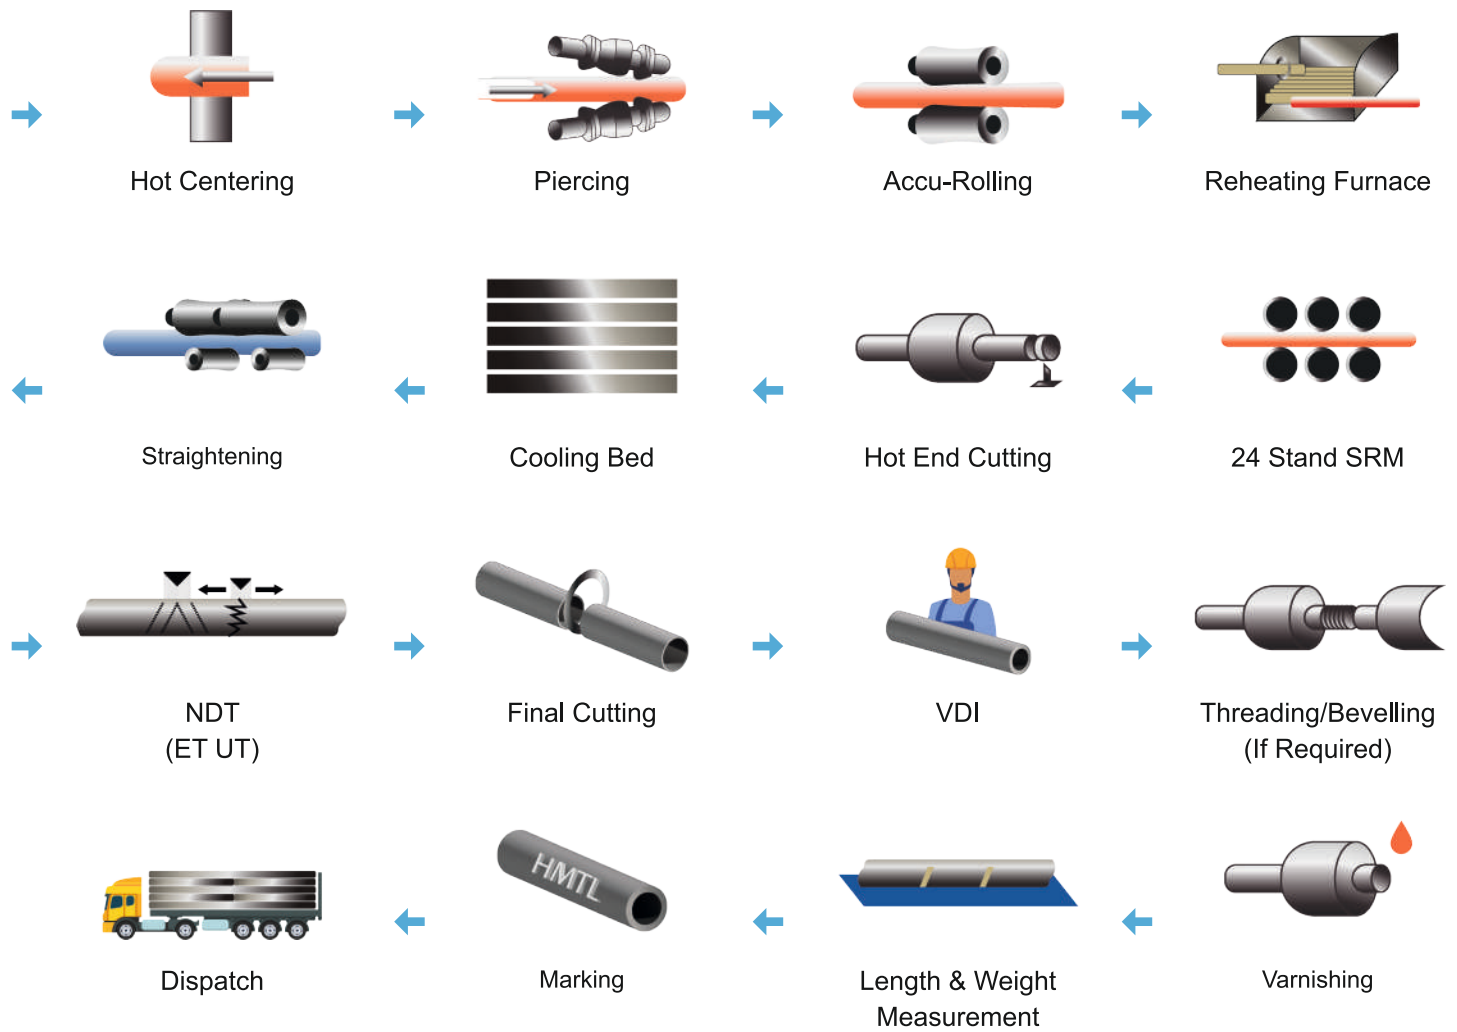 Hot Centering
Piercing
Accu-Rolling
Reheating Furnace
Straightening
Cooling Bed
Hot End Cutting
24 Stand SRM
NDT
(ET UT)
Final Cutting
VDI
Threading/Bevelling
(If Required)
HMTL
Dispatch
Marking
Length & Weight
Measurement
Varnishing